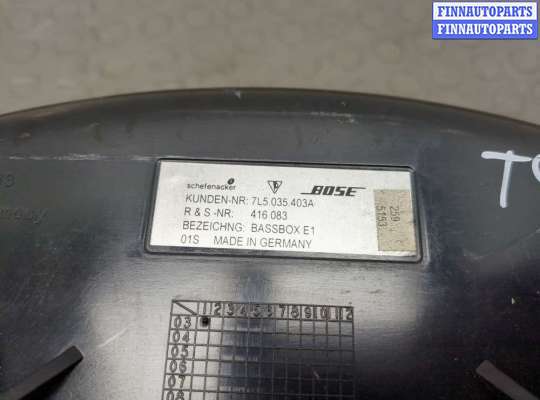 FINNAUTOPARTS
FINNAUTOPARTS
schefenacker BOSE
KUNDEN-NR: 7L5.035.403A
R & S -NR: 416 083
BEZEICHNG: BASSBOX E1
01S MADE IN GERMANY
259
5153
1 2 3 4 5 6 7 8 9 10 11 12
03
04
05
06
07
08